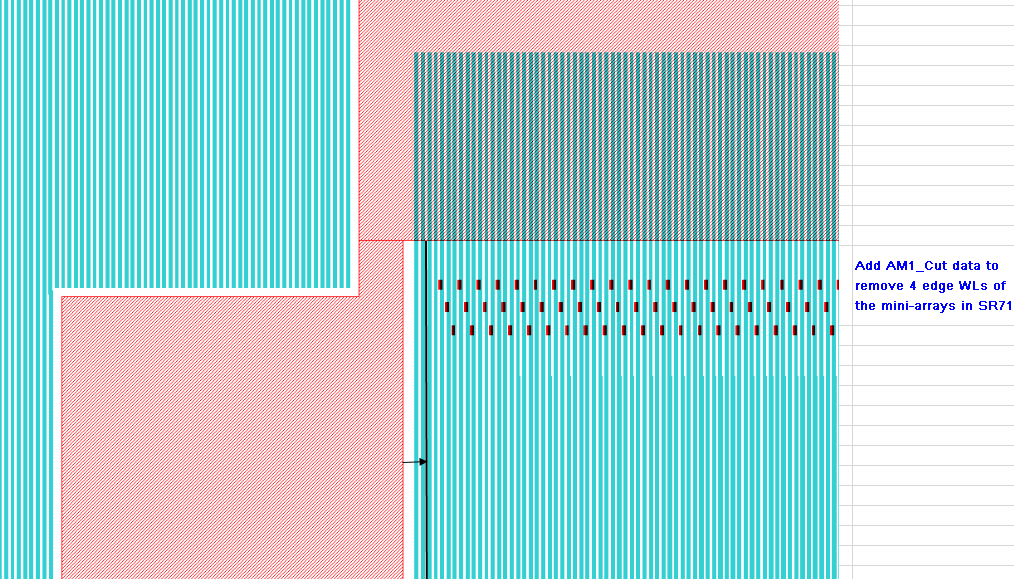 Add AM1_Cut data to
remove 4 edge WLs of
the mini-arrays in SR71